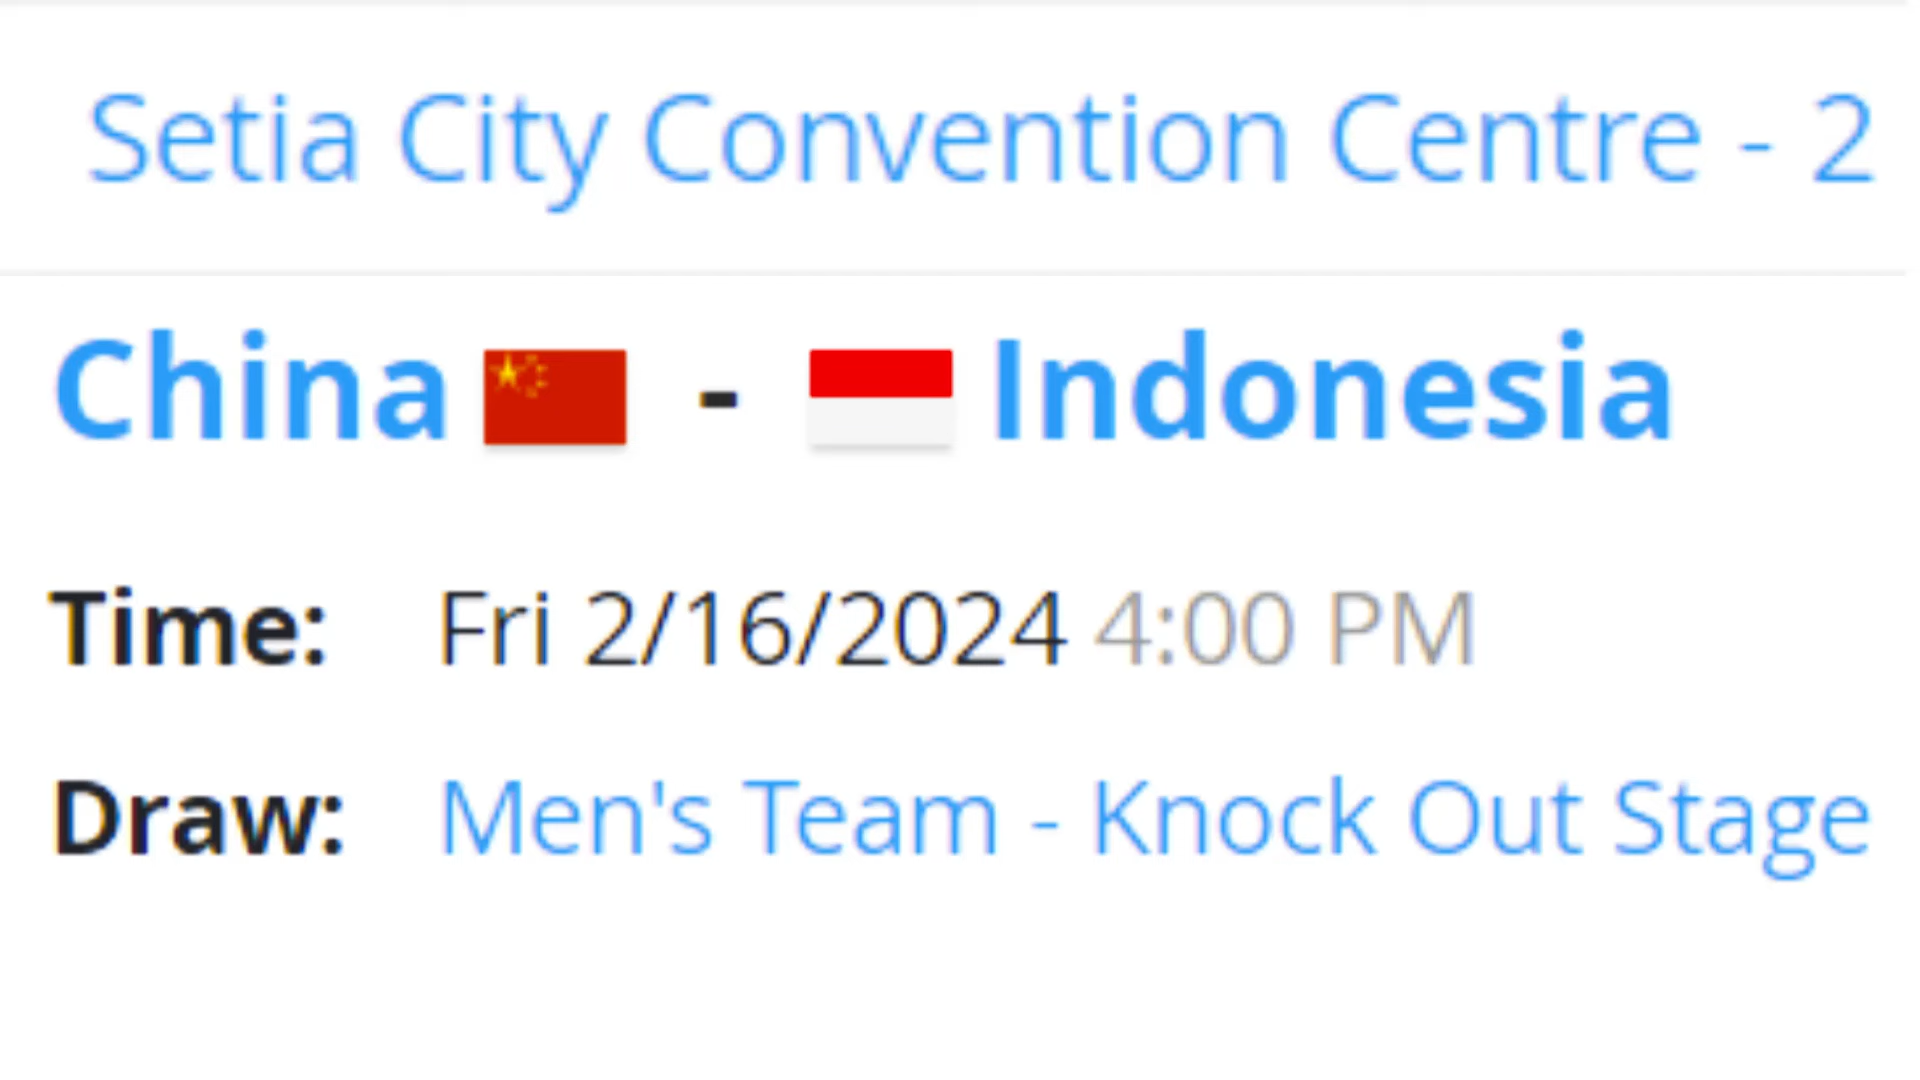 Setia City Convention Centre - 2
China - Indonesia
Time: Fri 2/16/2024 4:00 PM
Draw: Men's Team - Knock Out Stage